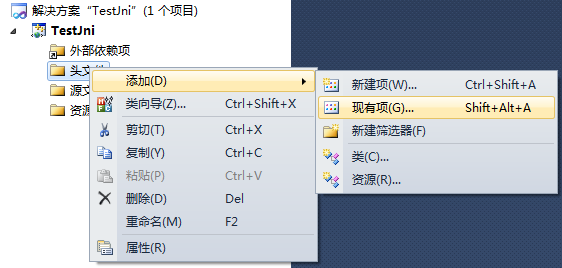 解决方案"TestJni"(1 个项目)
TestJni
外部依赖项
头文件
源文
资源
添加(D)
类向导(Z)... Ctrl+Shift+X
剪切(T) Ctrl+X
复制(Y) Ctrl+C
粘贴(P) Ctrl+V
删除(D) Del
重命名(M) F2
属性(R)
新建项(W)... Ctrl+Shift+A
现有项(G)... Shift+Alt+A
新建筛选器(F)
类(C)...
资源(R)...